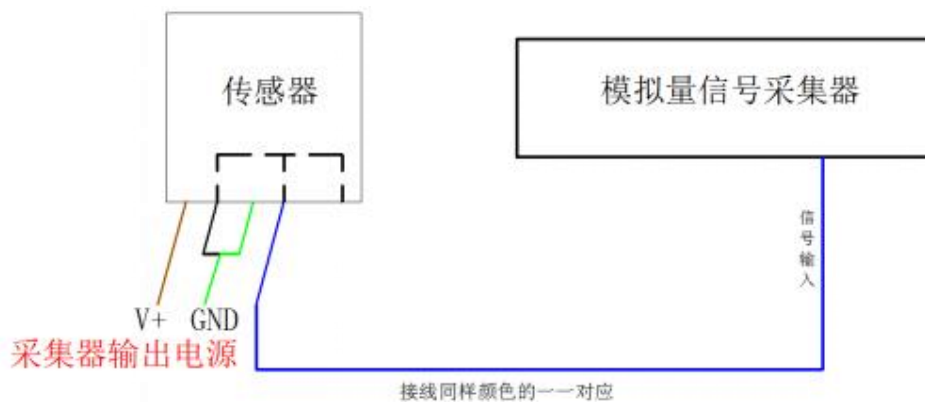 传感器
模拟量信号采集器
信号输入
V+ GND
采集器输出电源
接线同样颜色的一一对应